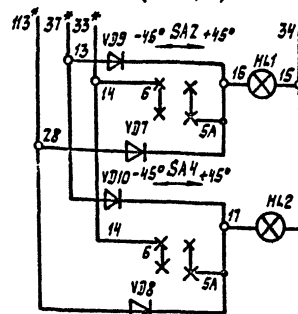 113* 37* 33* -45° SA2 +45° 34
13 VD9
14 6 16 HL1 15
5A
28 VD7
VD10 -45° SA4 +45°
14 6 17 HL2
5A
VD8